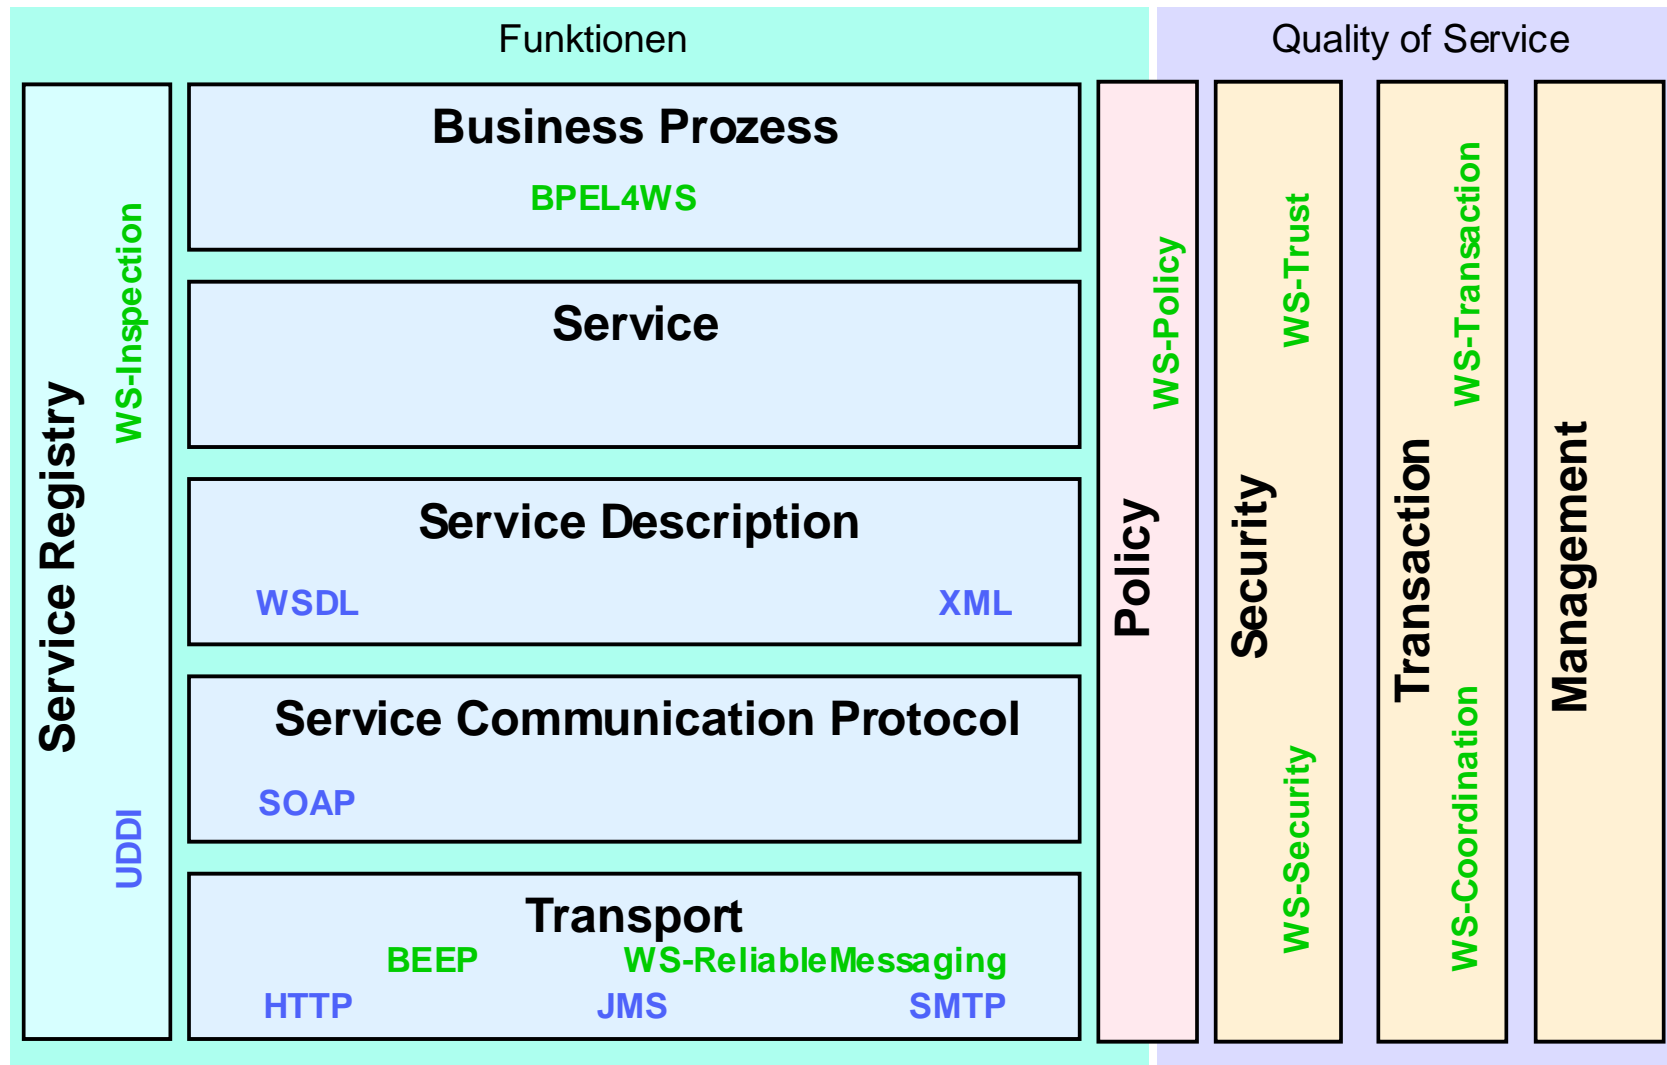 Funktionen
Quality of Service
Service Registry
WS-Inspection
UDDI
Business Prozess
BPEL4WS
Service
Service Description
WSDL XML
Service Communication Protocol
SOAP
Transport
BEEP WS-ReliableMessaging
HTTP JMS SMTP
Policy
WS-Policy
Security
WS-Trust
WS-Security
Transaction
WS-Transaction
WS-Coordination
Management